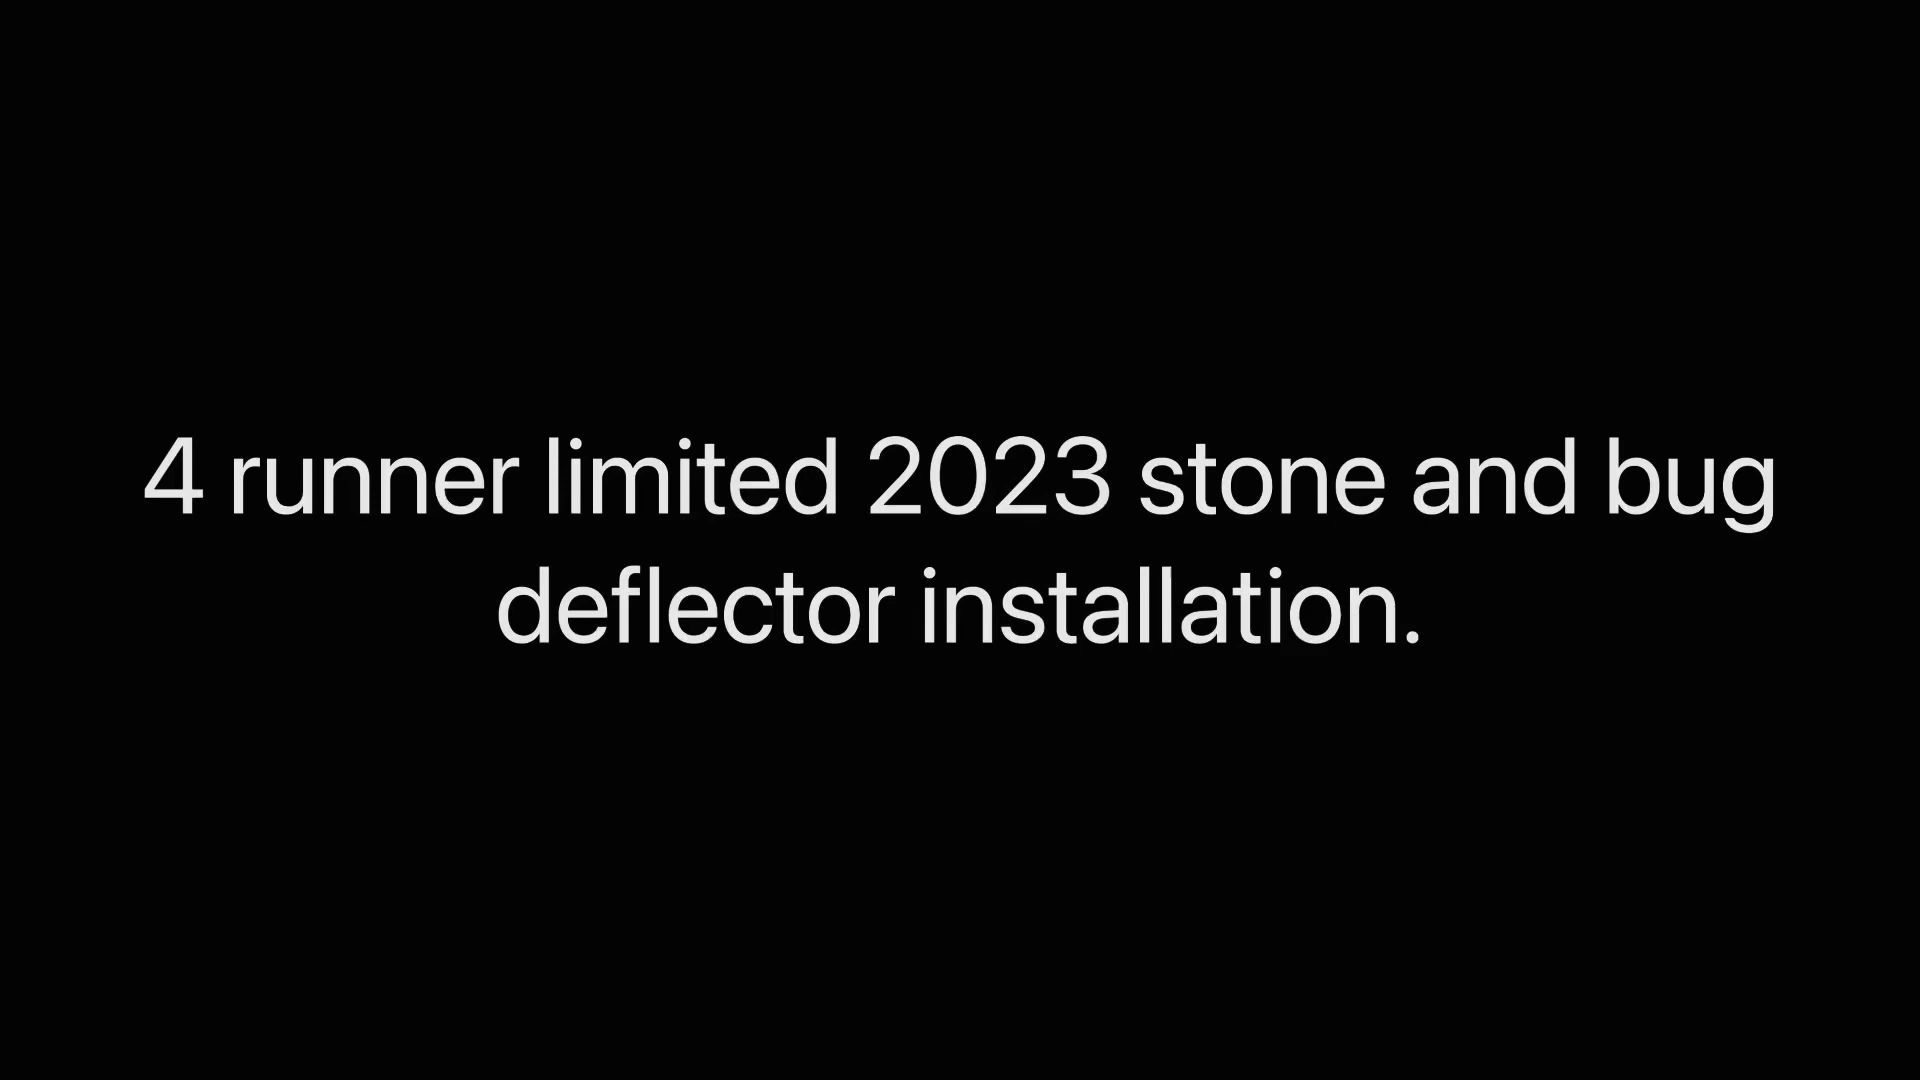 4 runner limited 2023 stone and bug
deflector installation.